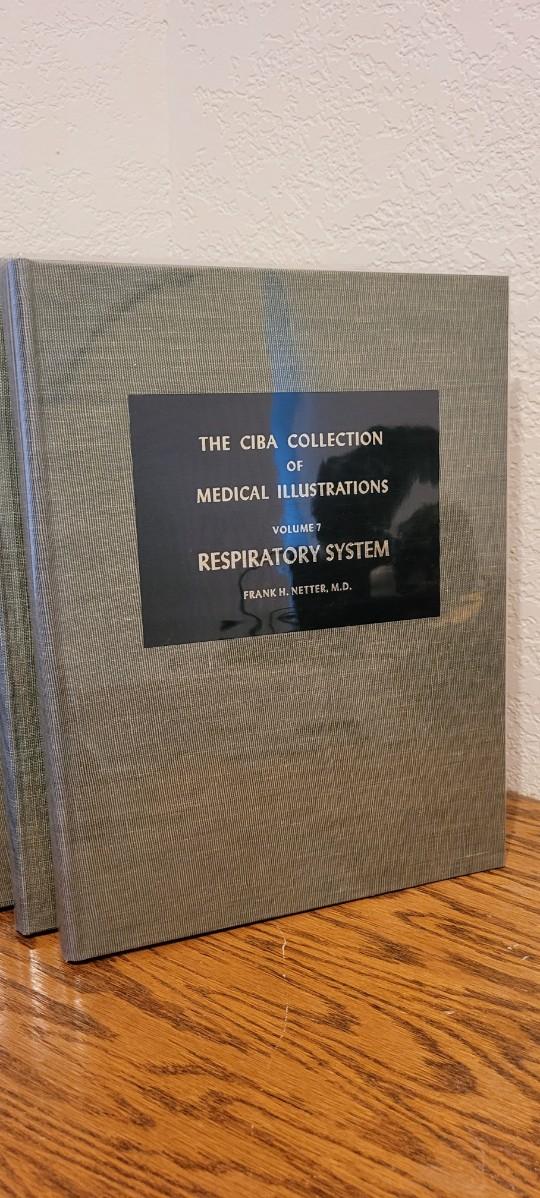 THE CIBA COLLECTION
OF
MEDICAL ILLUSTRATIONS
VOLUME 7
RESPIRATORY SYSTEM
FRANK H. NETTER, M.D.